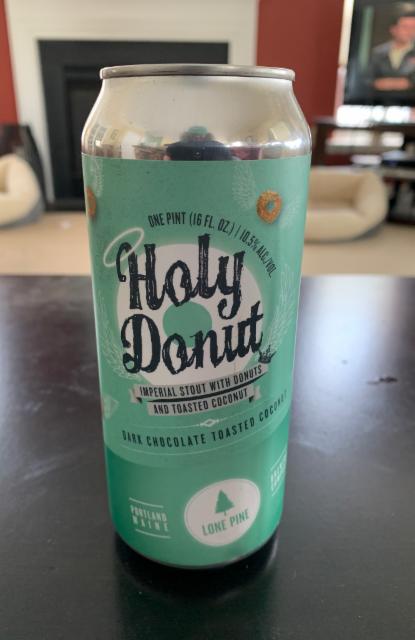 ONE PINT (16 FL. OZ.) | 10.5% ALC./VOL.
Holy
Donut
IMPERIAL STOUT WITH DONUTS
AND TOASTED COCONUT
DARK CHOCOLATE TOASTED COCONUT
PORTLAND
MAINE
LONE PINE